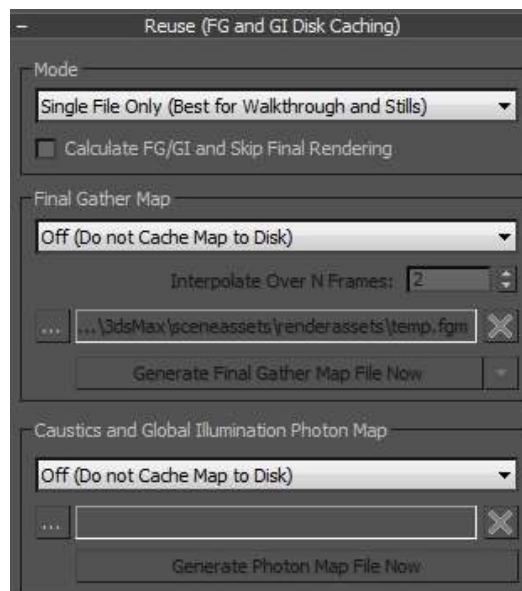 – Reuse (FG and GI Disk Caching)
Mode
Single File Only (Best for Walkthrough and Stills)
Calculate FG/GI and Skip Final Rendering
Final Gather Map
Off (Do not Cache Map to Disk)
Interpolate Over N Frames: 2
... ...\3dsMax\sceneassets\renderassets\temp.fgm
Generate Final Gather Map File Now
Caustics and Global Illumination Photon Map
Off (Do not Cache Map to Disk)
...
Generate Photon Map File Now